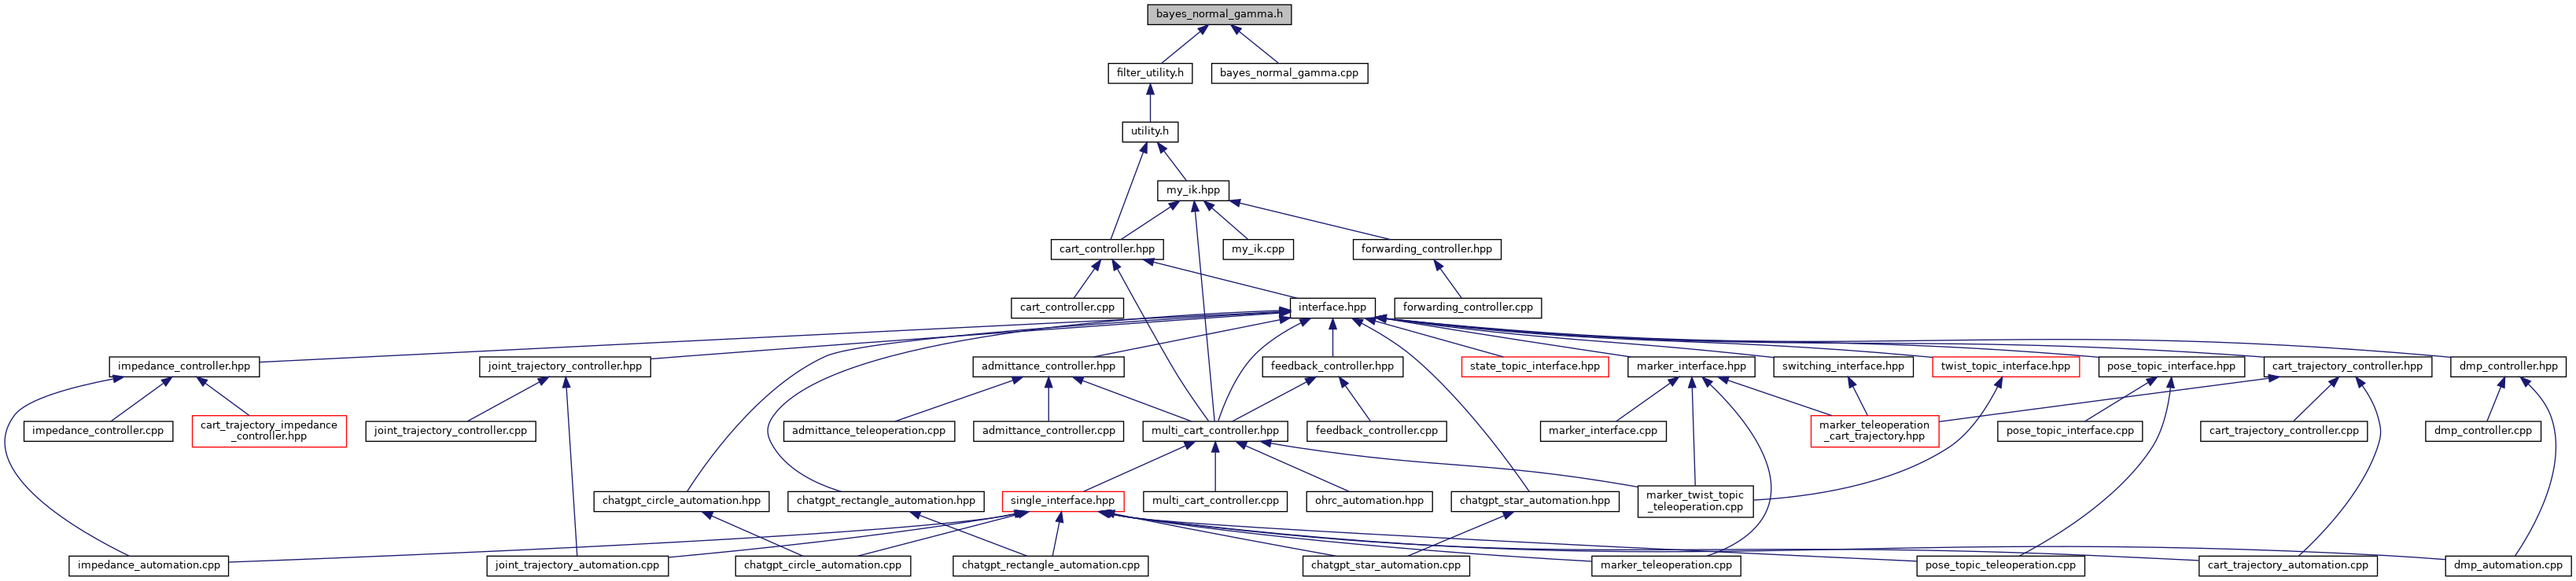 bayes_normal_gamma.h
filter_utility.h
bayes_normal_gamma.cpp
utility.h
my_ik.hpp
cart_controller.hpp
my_ik.cpp
forwarding_controller.hpp
cart_controller.cpp
interface.hpp
forwarding_controller.cpp
impedance_controller.hpp
joint_trajectory_controller.hpp
admittance_controller.hpp
feedback_controller.hpp
state_topic_interface.hpp
marker_interface.hpp
switching_interface.hpp
twist_topic_interface.hpp
pose_topic_interface.hpp
cart_trajectory_controller.hpp
dmp_controller.hpp
impedance_controller.cpp
cart_trajectory_impedance
_controller.hpp
joint_trajectory_controller.cpp
admittance_teleoperation.cpp
admittance_controller.cpp
multi_cart_controller.hpp
feedback_controller.cpp
marker_interface.cpp
marker_teleoperation
_cart_trajectory.hpp
pose_topic_interface.cpp
cart_trajectory_controller.cpp
dmp_controller.cpp
chatgpt_circle_automation.hpp
chatgpt_rectangle_automation.hpp
single_interface.hpp
multi_cart_controller.cpp
ohrc_automation.hpp
chatgpt_star_automation.hpp
marker_twist_topic
_teleoperation.cpp
impedance_automation.cpp
joint_trajectory_automation.cpp
chatgpt_circle_automation.cpp
chatgpt_rectangle_automation.cpp
chatgpt_star_automation.cpp
marker_teleoperation.cpp
pose_topic_teleoperation.cpp
cart_trajectory_automation.cpp
dmp_automation.cpp